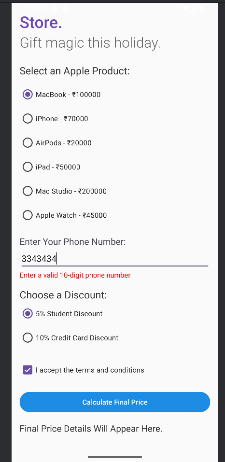 Store.
Gift magic this holiday.
Select an Apple Product:
MacBook - ₹100000
iPhone - ₹70000
AirPods - ₹20000
iPad - ₹50000
Mac Studio - ₹200000
Apple Watch - ₹45000
Enter Your Phone Number:
3343434
Enter a valid 10-digit phone number
Choose a Discount:
5% Student Discount
10% Credit Card Discount
I accept the terms and conditions
Calculate Final Price
Final Price Details Will Appear Here.